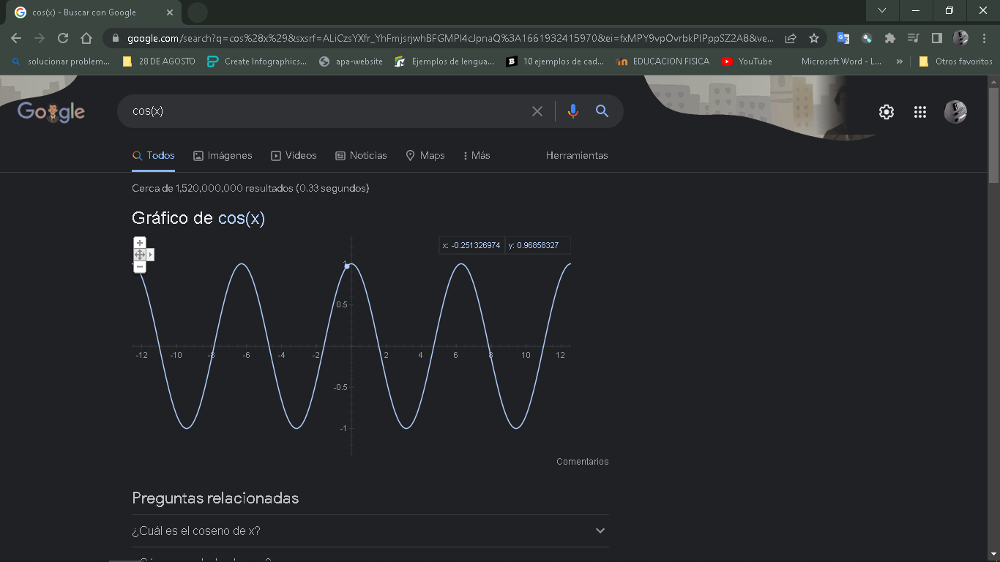 cos(x) - Buscar con Google
google.com/search?q=cos%28x%29&sxsrf=ALiCzsYXfr_YhFmjsrjwhBFGMPl4cJpnaQ%3A1661932415970&ei=fxMPY9vpOvrbkPIPppSZ2A8&ve...
solucionar problem...
28 DE AGOSTO
Create Infographics...
apa-website
Ejemplos de lengua...
10 ejemplos de cad...
EDUCACION FISICA
YouTube
Microsoft Word - L...
»
Otros favoritos
Google
cos(x)
Todos
Imágenes
Videos
Noticias
Maps
Más
Herramientas
Cerca de 1,520,000,000 resultados (0.33 segundos)
Gráfico de cos(x)
x: -0.251326974 y: 0.96858327
1
0.5
-12 -10 -8 -6 -4 -2 2 4 6 8 10 12
-0.5
-1
Comentarios
Preguntas relacionadas
¿Cuál es el coseno de x?